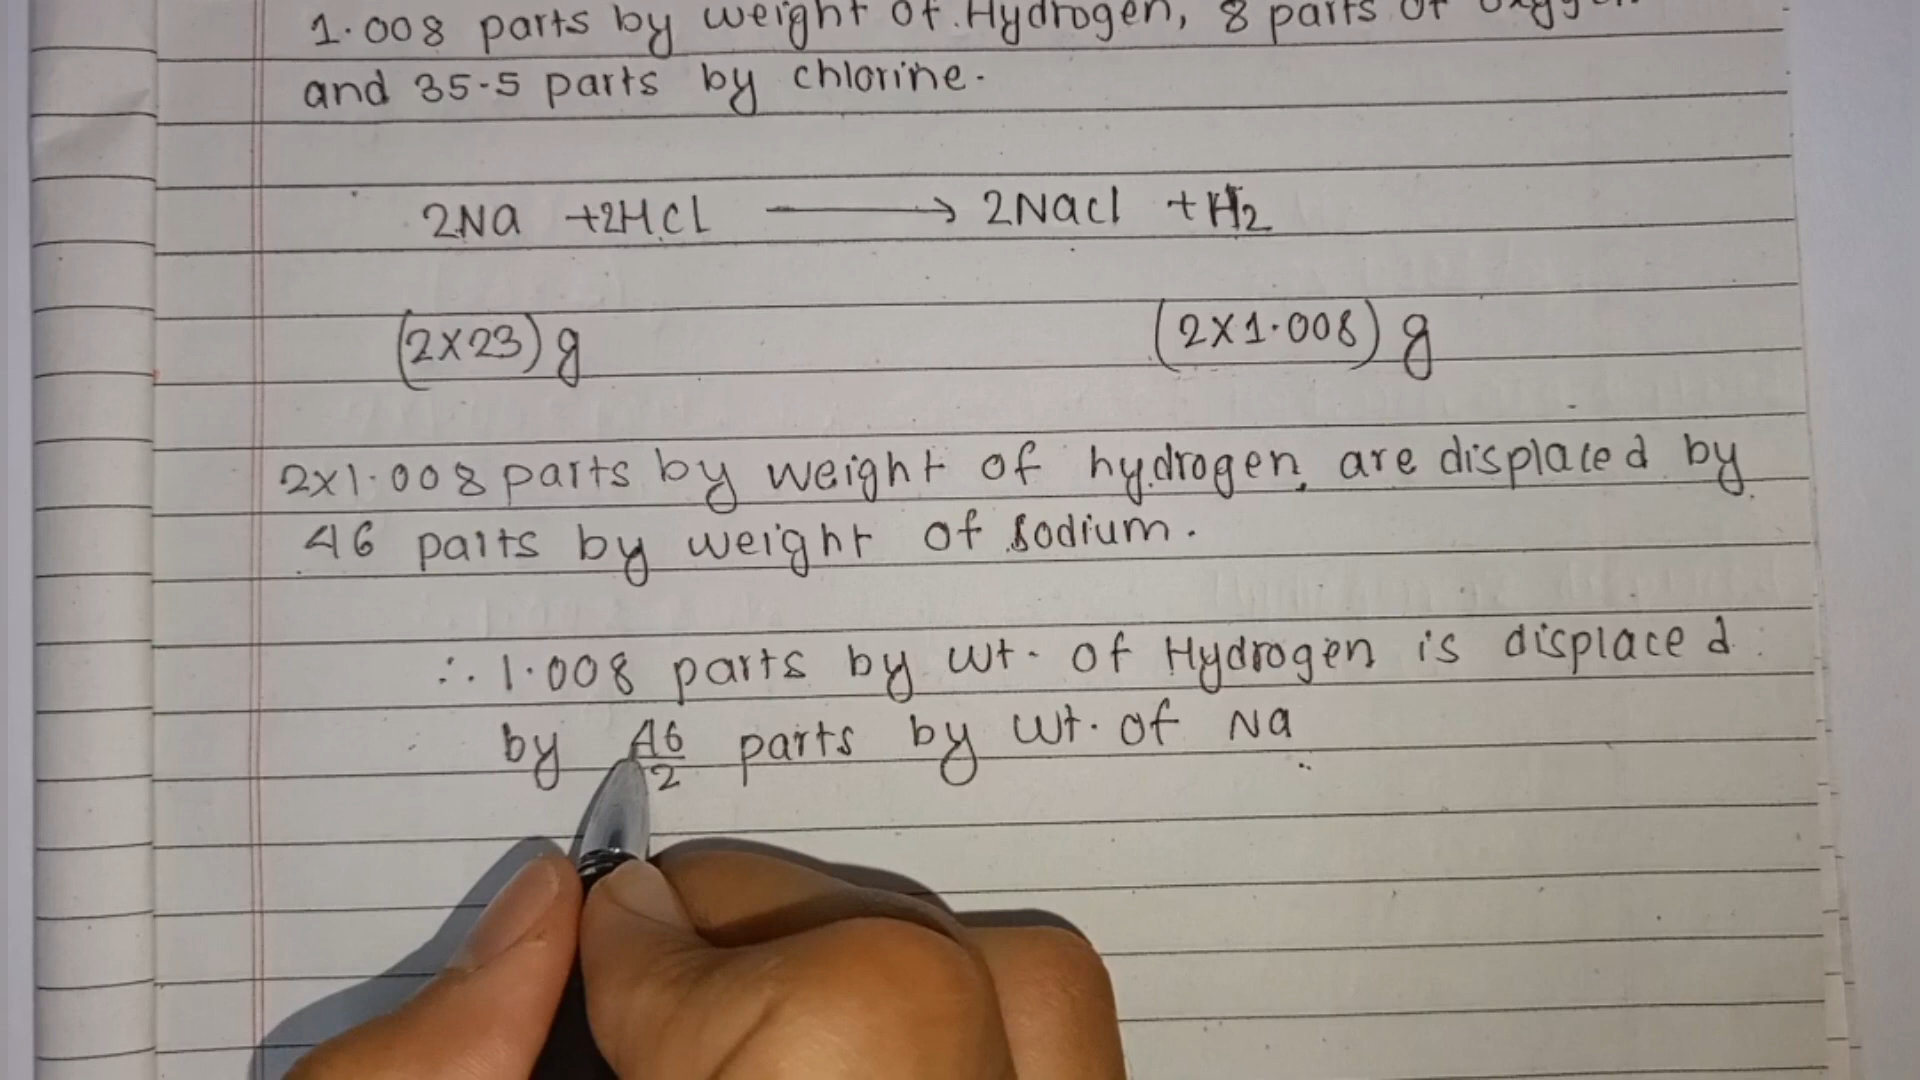 1.008 parts by weight of Hydrogen, 8 parts of oxygen
and 35.5 parts by chlorine.
2Na +2HCl ⟶ 2NaCl + H2
(2×23) g (2×1.008) g
2×1.008 parts by weight of hydrogen are displaced by
46 parts by weight of sodium.
∴ 1.008 parts by wt. of Hydrogen is displaced
by 46/2 parts by wt. of Na